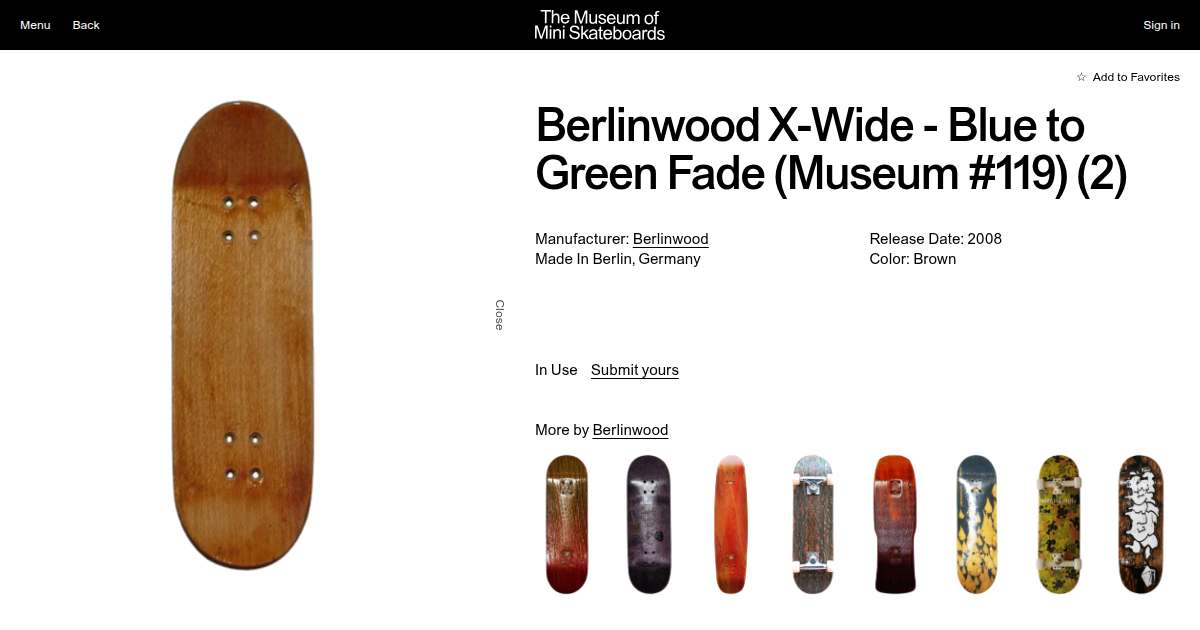 Menu
Back
The Museum of
Mini Skateboards
Sign in
☆ Add to Favorites
Berlinwood X-Wide - Blue to
Green Fade (Museum #119) (2)
Manufacturer: Berlinwood
Made In Berlin, Germany
Release Date: 2008
Color: Brown
Close
In Use
Submit yours
More by Berlinwood